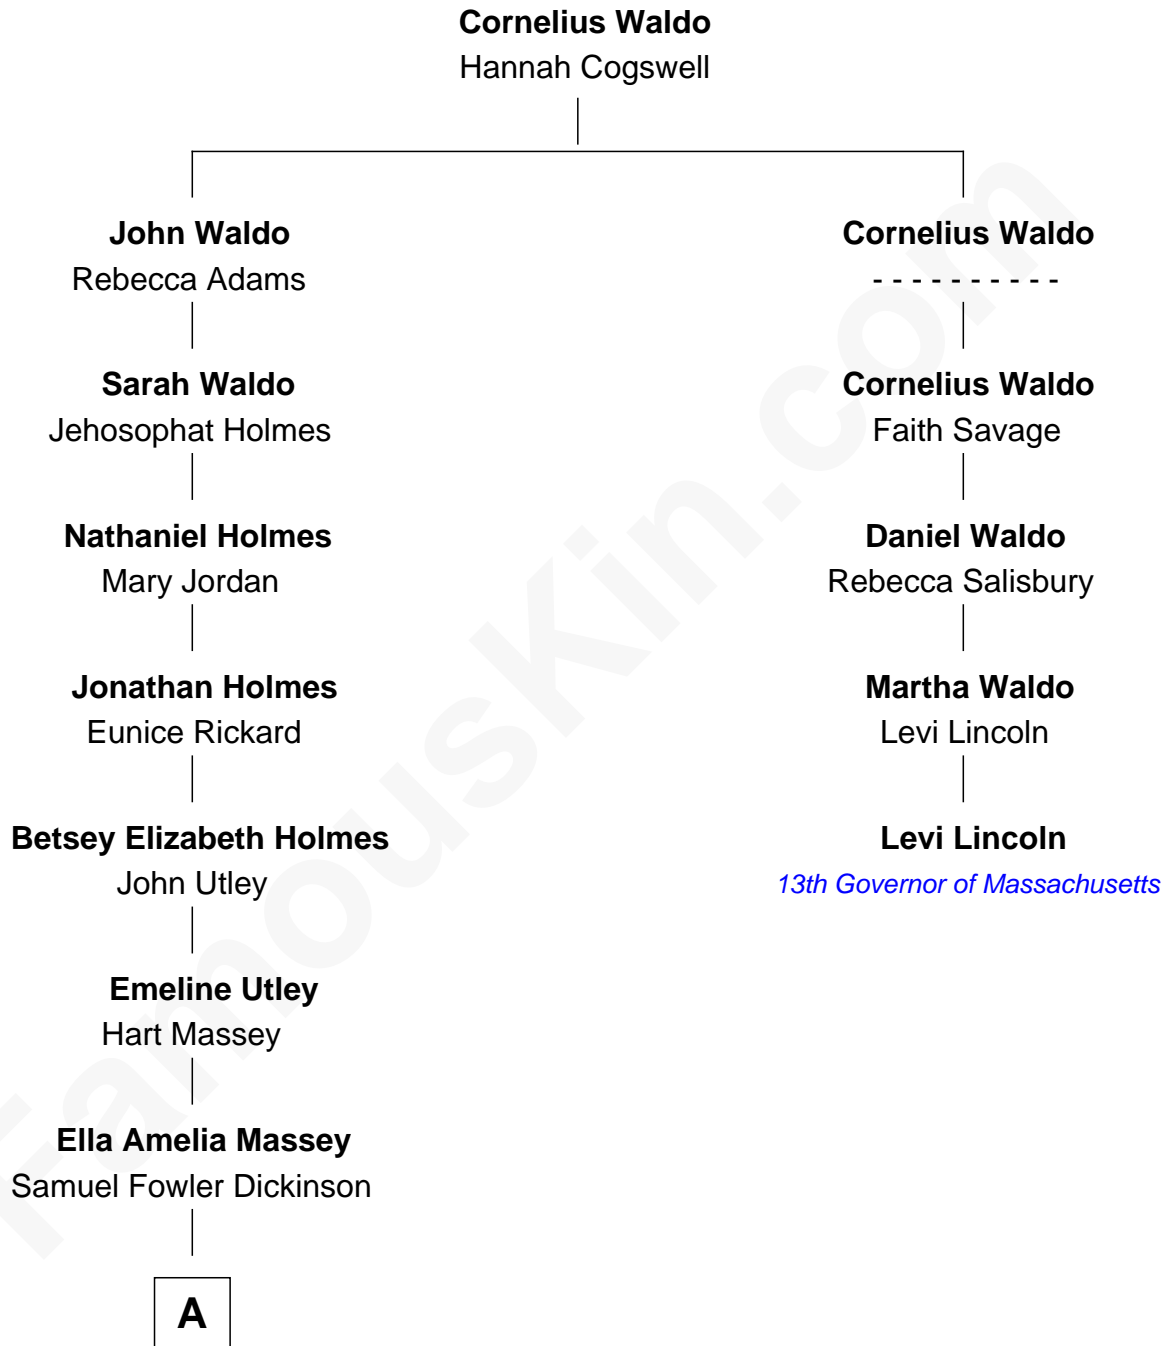 Cornelius Waldo
Hannah Cogswell
John Waldo
Rebecca Adams
Cornelius Waldo
- - - - - - - - - -
Sarah Waldo
Jehosophat Holmes
Cornelius Waldo
Faith Savage
Nathaniel Holmes
Mary Jordan
Daniel Waldo
Rebecca Salisbury
Jonathan Holmes
Eunice Rickard
Martha Waldo
Levi Lincoln
Betsey Elizabeth Holmes
John Utley
Levi Lincoln
13th Governor of Massachusetts
Emeline Utley
Hart Massey
Ella Amelia Massey
Samuel Fowler Dickinson
A
FamousKin.com